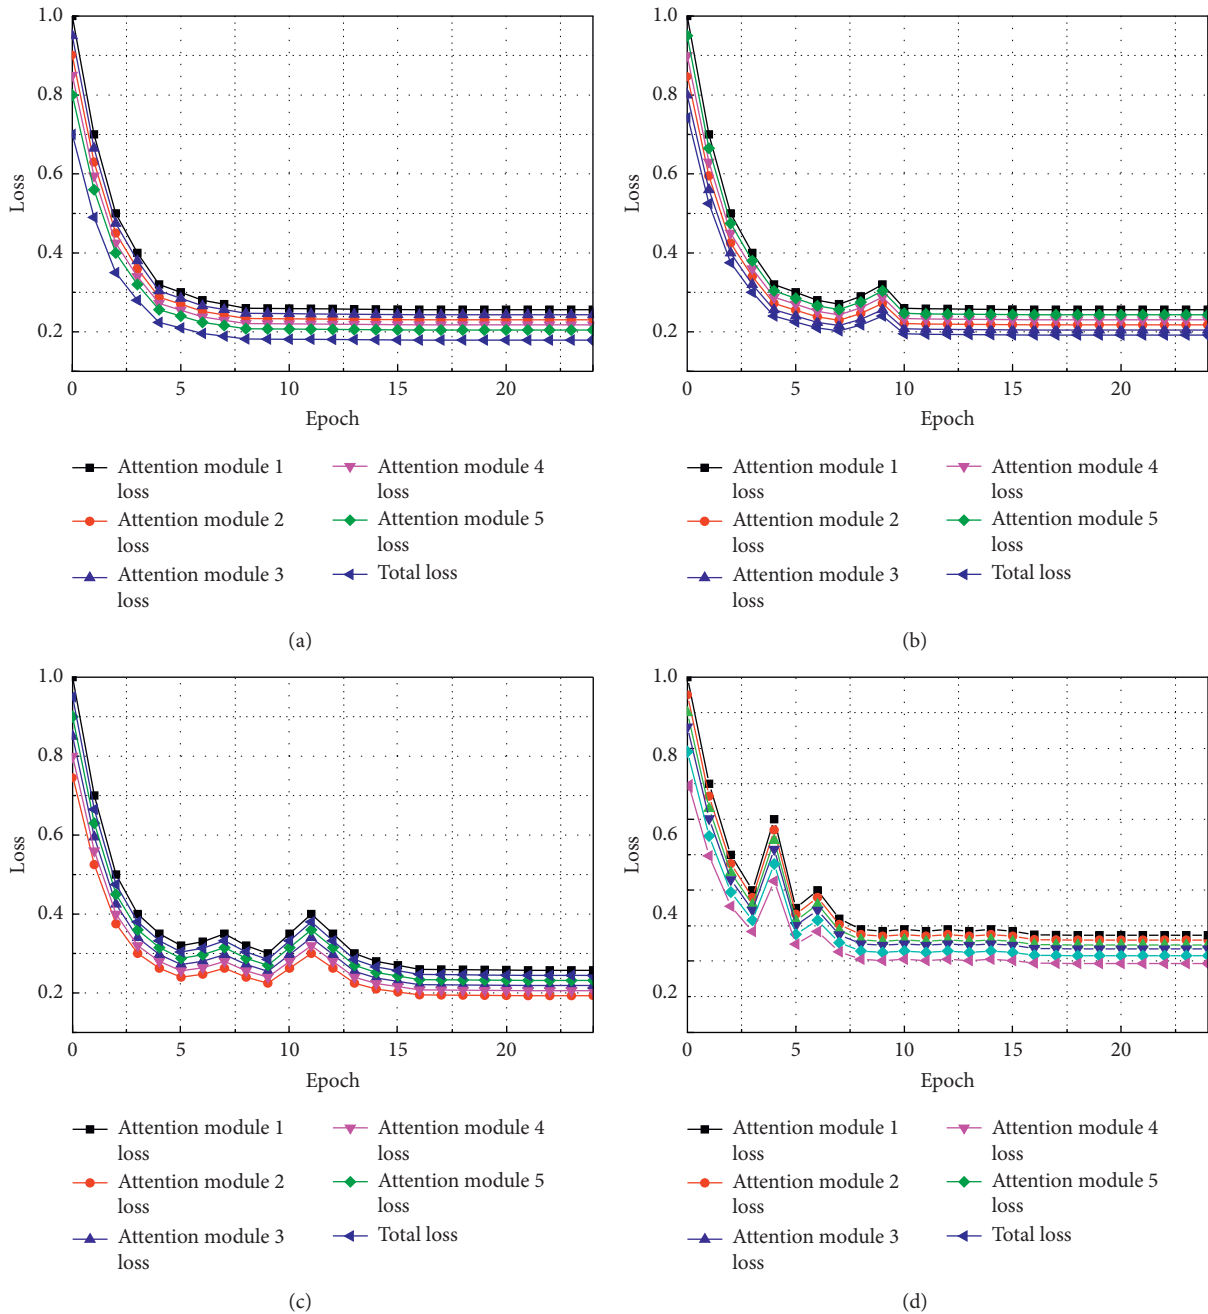 1.0
0.8
0.6
0.4
0.2
Loss
0 5 10 15 20
Epoch
Attention module 1
loss
Attention module 2
loss
Attention module 3
loss
Attention module 4
loss
Attention module 5
loss
Total loss
(a)
1.0
0.8
0.6
0.4
0.2
Loss
0 5 10 15 20
Epoch
Attention module 1
loss
Attention module 2
loss
Attention module 3
loss
Attention module 4
loss
Attention module 5
loss
Total loss
(b)
1.0
0.8
0.6
0.4
0.2
Loss
0 5 10 15 20
Epoch
Attention module 1
loss
Attention module 2
loss
Attention module 3
loss
Attention module 4
loss
Attention module 5
loss
Total loss
(c)
1.0
0.8
0.6
0.4
0.2
Loss
0 5 10 15 20
Epoch
Attention module 1
loss
Attention module 2
loss
Attention module 3
loss
Attention module 4
loss
Attention module 5
loss
Total loss
(d)